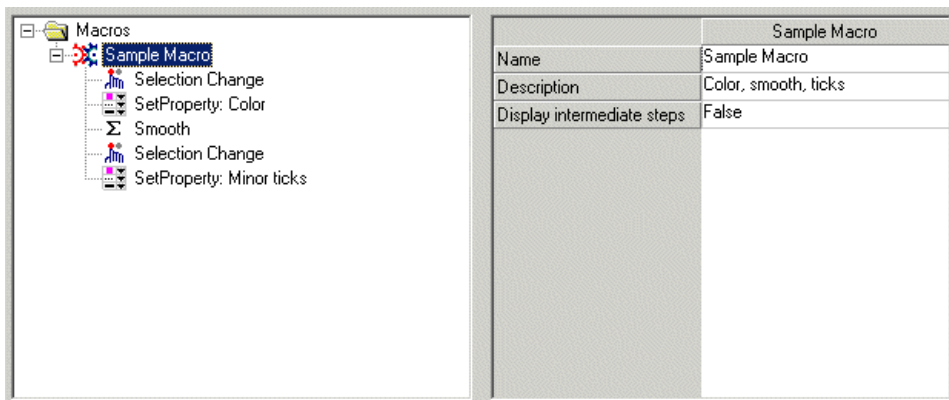 Macros
Sample Macro
Selection Change
SetProperty: Color
Σ Smooth
Selection Change
SetProperty: Minor ticks
Sample Macro
Name Sample Macro
Description Color, smooth, ticks
Display intermediate steps False